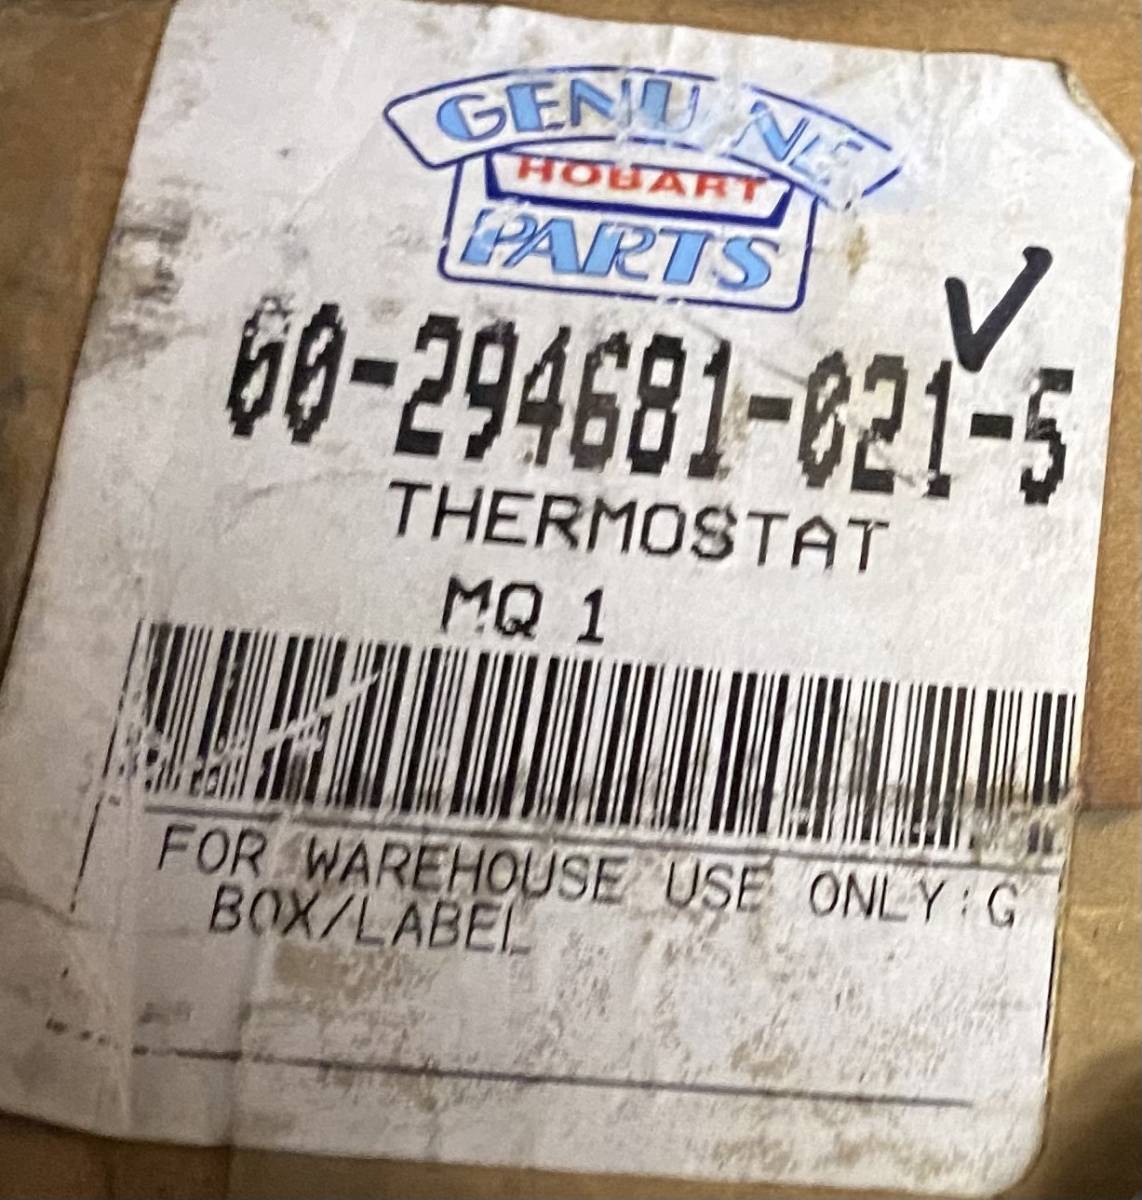 GENUINE
HOBART
PARTS
00-294681-021-5
THERMOSTAT
MQ 1
FOR WAREHOUSE USE ONLY:G
BOX/LABEL